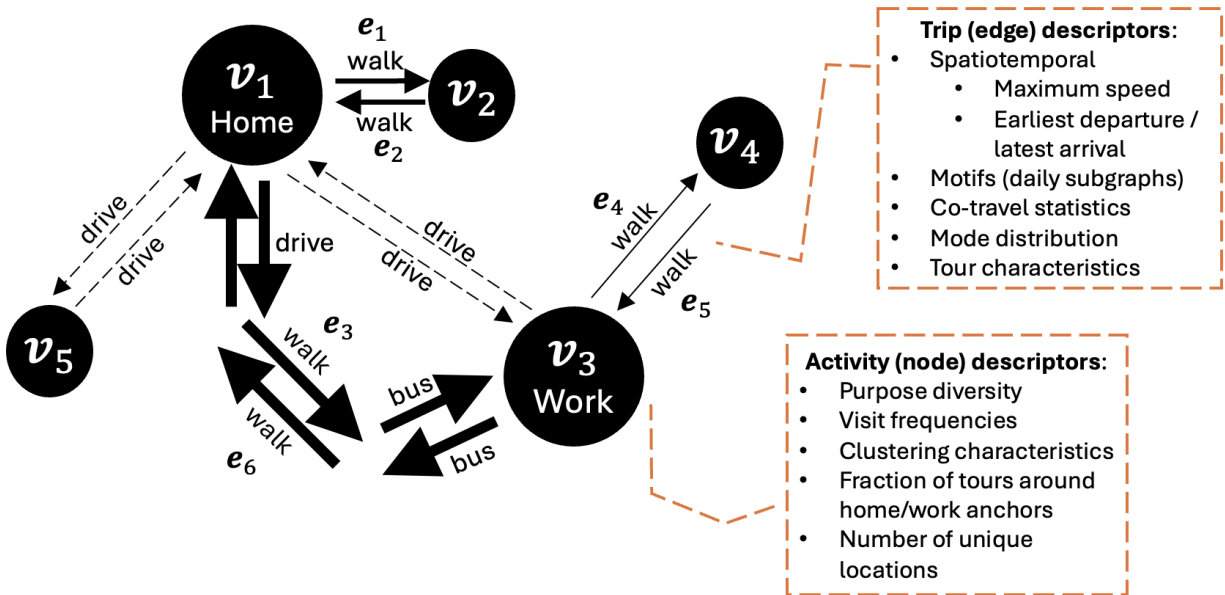 e₁
walk
v₁
Home
v₂
walk
e₂
v₄
e₄
walk
walk
e₅
drive
drive
drive
drive
drive
v₅
e₃
walk
walk
e₆
bus
bus
v₃
Work
Trip (edge) descriptors:
• Spatiotemporal
• Maximum speed
• Earliest departure /
latest arrival
• Motifs (daily subgraphs)
• Co-travel statistics
• Mode distribution
• Tour characteristics
Activity (node) descriptors:
• Purpose diversity
• Visit frequencies
• Clustering characteristics
• Fraction of tours around
home/work anchors
• Number of unique
locations